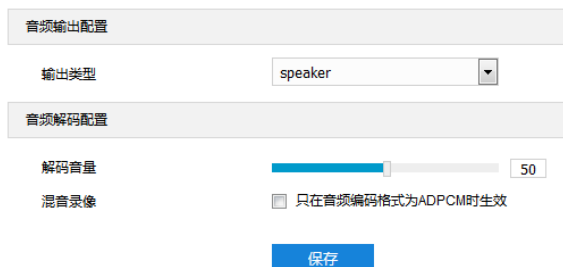 音频输出配置
输出类型 speaker
音频解码配置
解码音量 50
混音录像 只在音频编码格式为ADPCM时生效
保存